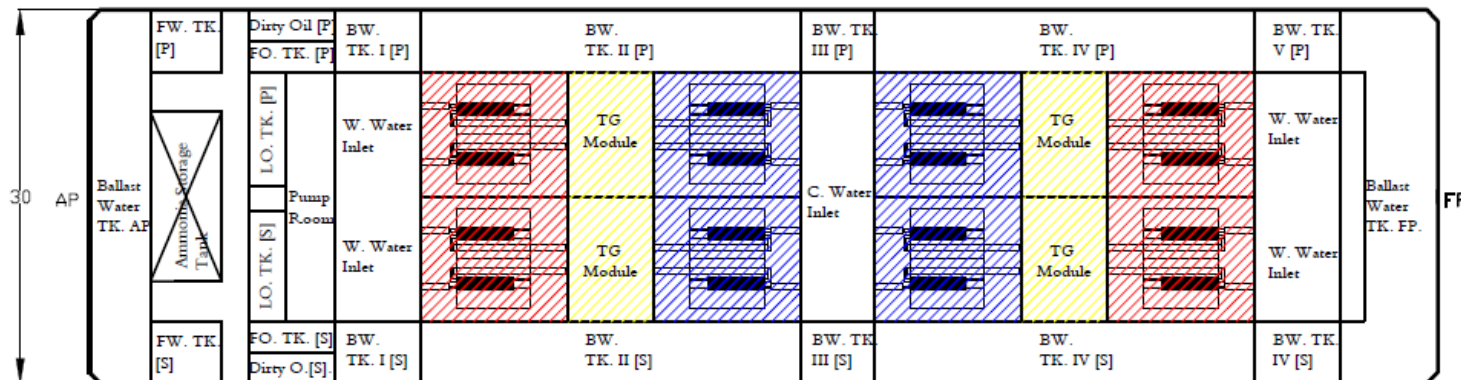 FW. TK.
[P]
Dirty Oil [P]
FO. TK. [P]
BW.
TK. I [P]
BW.
TK. II [P]
BW. TK.
III [P]
BW.
TK. IV [P]
BW. TK.
V [P]
30
AP
Ballast
Water
TK. AP
Ammonia Storage
Tank
LO. TK. [P]
LO. TK. [S]
Pump
Room
W. Water
Inlet
W. Water
Inlet
TG
Module
TG
Module
C. Water
Inlet
TG
Module
TG
Module
W. Water
Inlet
W. Water
Inlet
Ballast
Water
TK. FP.
FW. TK.
[S]
FO. TK. [S]
Dirty O.[S].
BW.
TK. I [S]
BW.
TK. II [S]
BW. TK.
III [S]
BW.
TK. IV [S]
BW. TK.
IV [S]